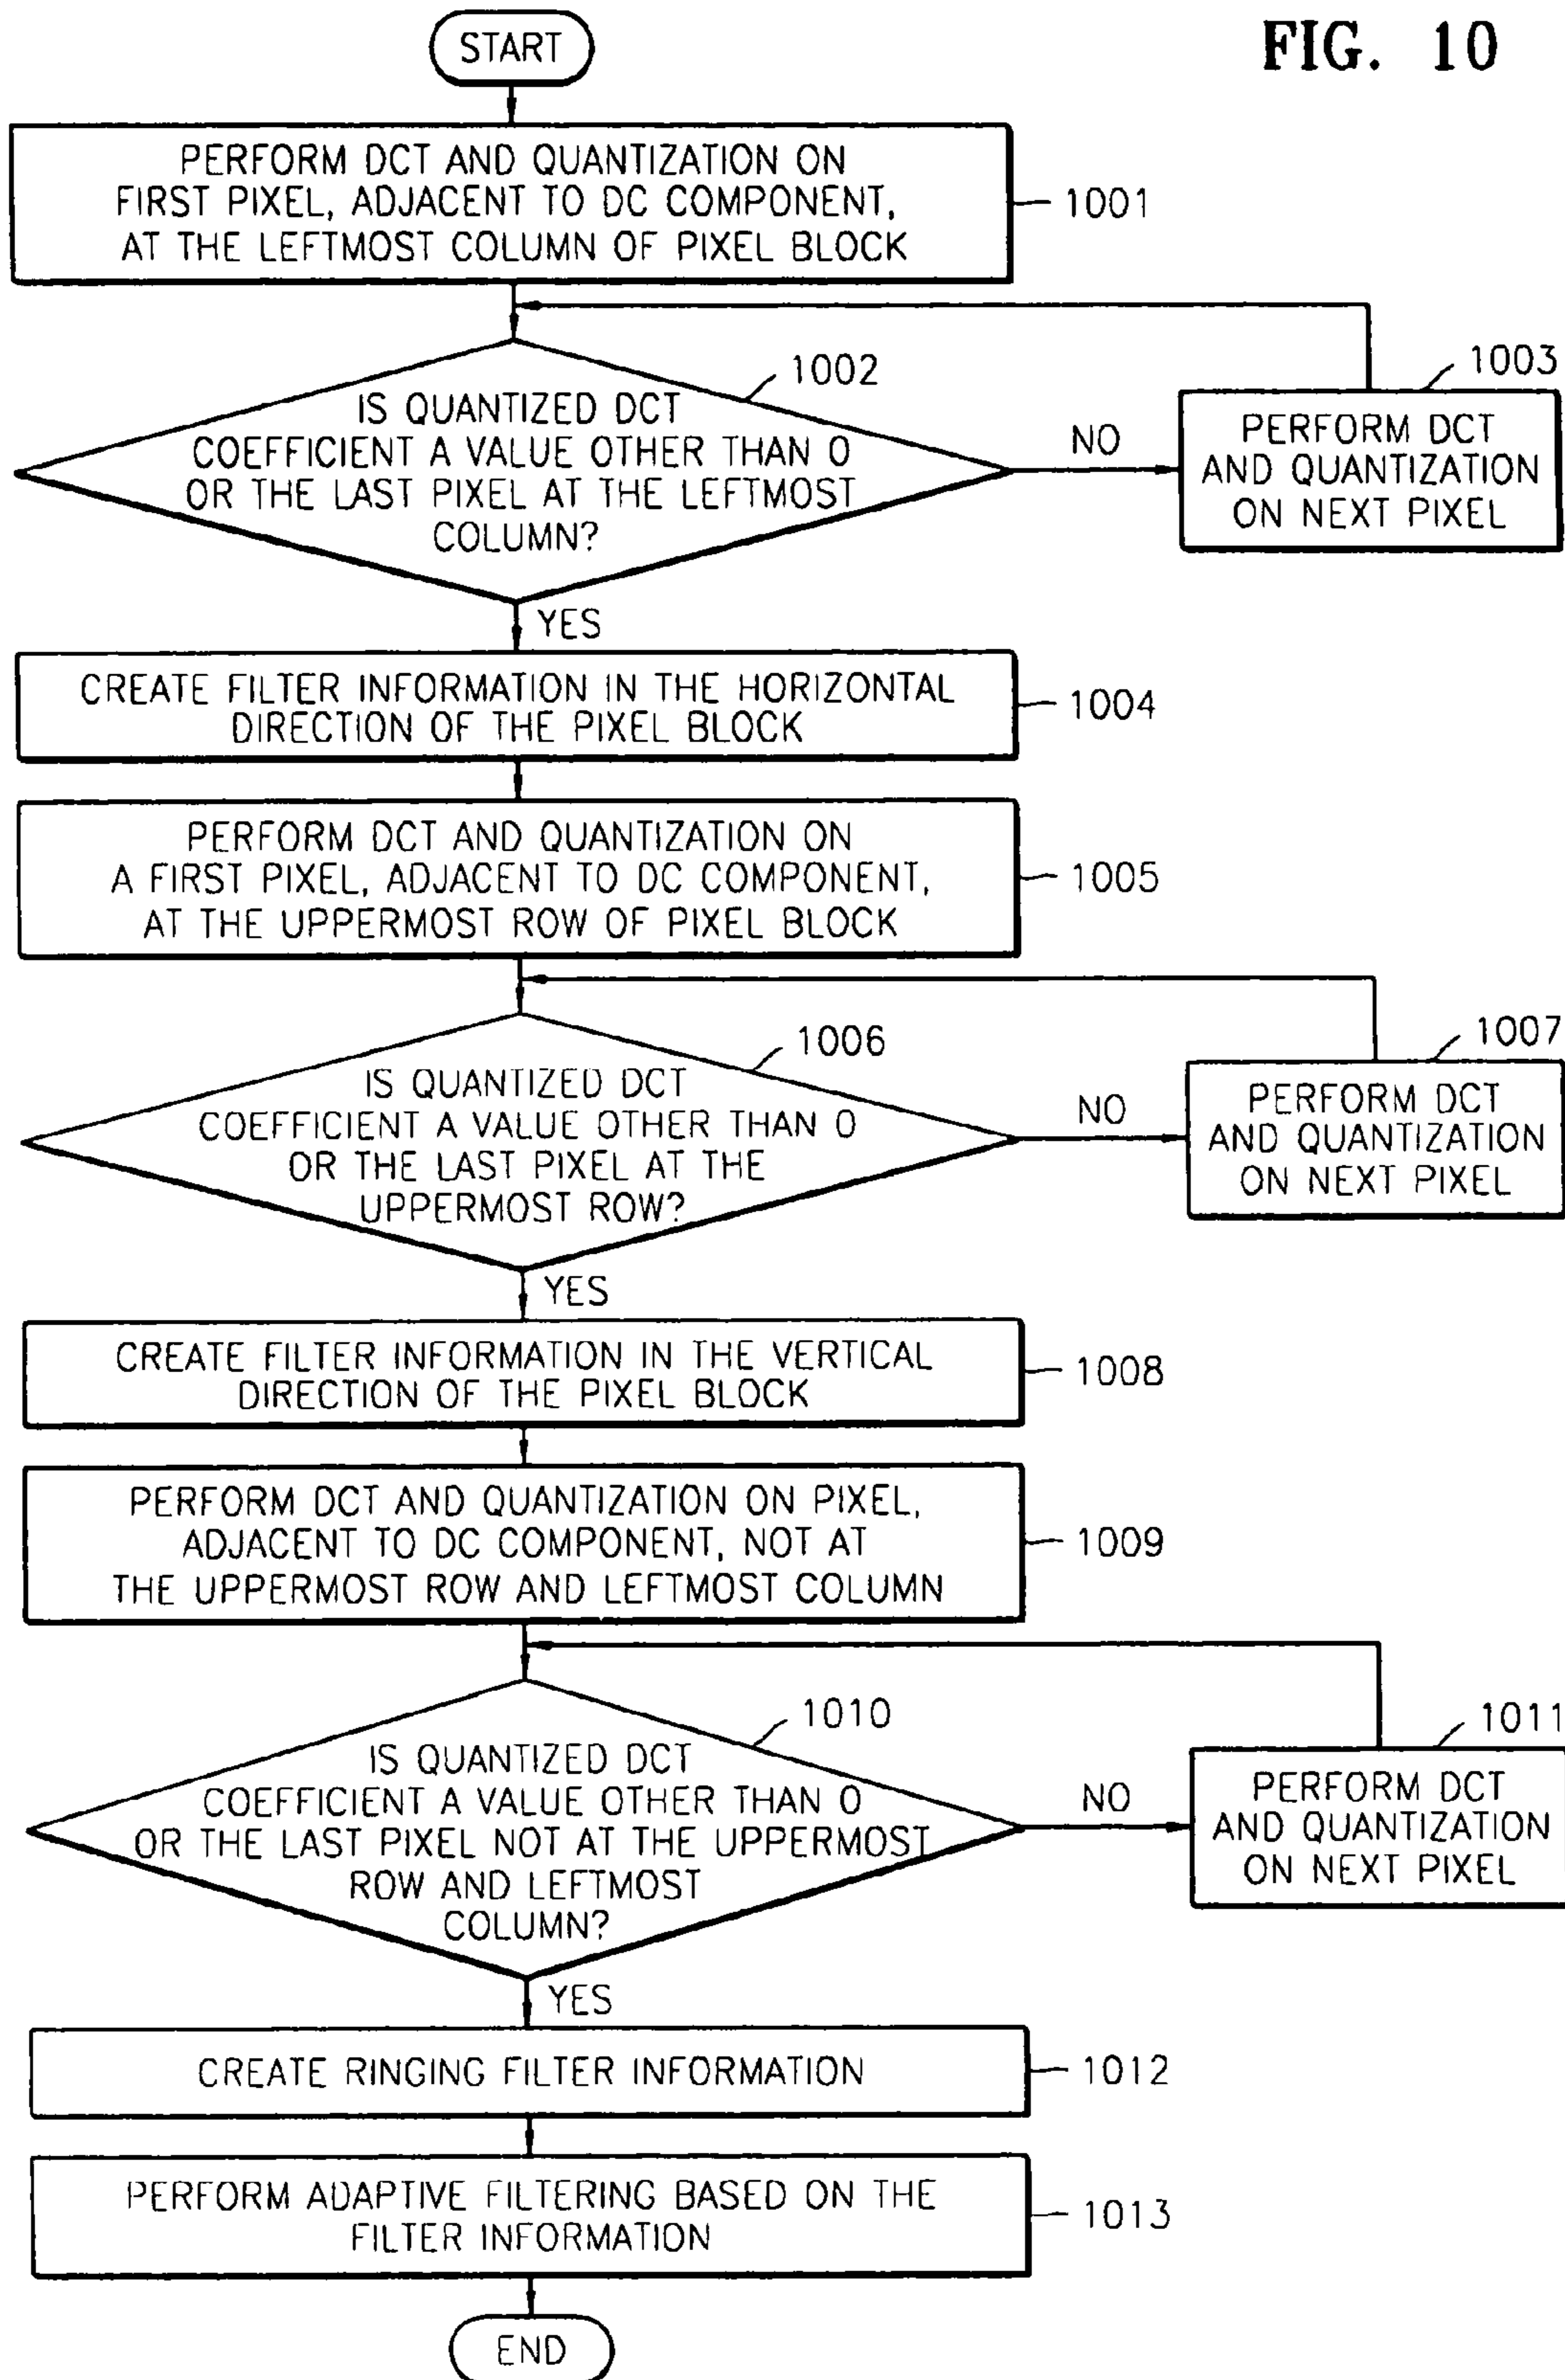 FIG. 10
START
PERFORM DCT AND QUANTIZATION ON
FIRST PIXEL, ADJACENT TO DC COMPONENT,
AT THE LEFTMOST COLUMN OF PIXEL BLOCK
1001
1002
IS QUANTIZED DCT
COEFFICIENT A VALUE OTHER THAN 0
OR THE LAST PIXEL AT THE LEFTMOST
COLUMN?
NO
1003
PERFORM DCT
AND QUANTIZATION
ON NEXT PIXEL
YES
CREATE FILTER INFORMATION IN THE HORIZONTAL
DIRECTION OF THE PIXEL BLOCK
1004
PERFORM DCT AND QUANTIZATION ON
A FIRST PIXEL, ADJACENT TO DC COMPONENT,
AT THE UPPERMOST ROW OF PIXEL BLOCK
1005
1006
IS QUANTIZED DCT
COEFFICIENT A VALUE OTHER THAN 0
OR THE LAST PIXEL AT THE
UPPERMOST ROW?
NO
1007
PERFORM DCT
AND QUANTIZATION
ON NEXT PIXEL
YES
CREATE FILTER INFORMATION IN THE VERTICAL
DIRECTION OF THE PIXEL BLOCK
1008
PERFORM DCT AND QUANTIZATION ON PIXEL,
ADJACENT TO DC COMPONENT, NOT AT
THE UPPERMOST ROW AND LEFTMOST COLUMN
1009
1010
IS QUANTIZED DCT
COEFFICIENT A VALUE OTHER THAN 0
OR THE LAST PIXEL NOT AT THE UPPERMOST
ROW AND LEFTMOST
COLUMN?
NO
1011
PERFORM DCT
AND QUANTIZATION
ON NEXT PIXEL
YES
CREATE RINGING FILTER INFORMATION
1012
PERFORM ADAPTIVE FILTERING BASED ON THE
FILTER INFORMATION
1013
END